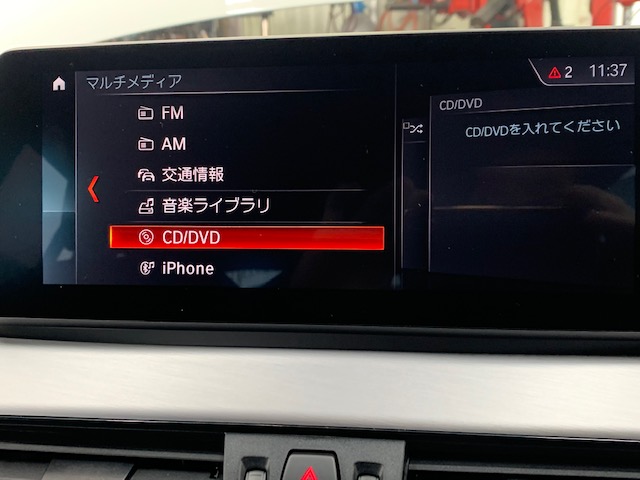 マルチメディア
2 11:37
FM
AM
交通情報
音楽ライブラリ
CD/DVD
iPhone
CD/DVD
CD/DVDを入れてください